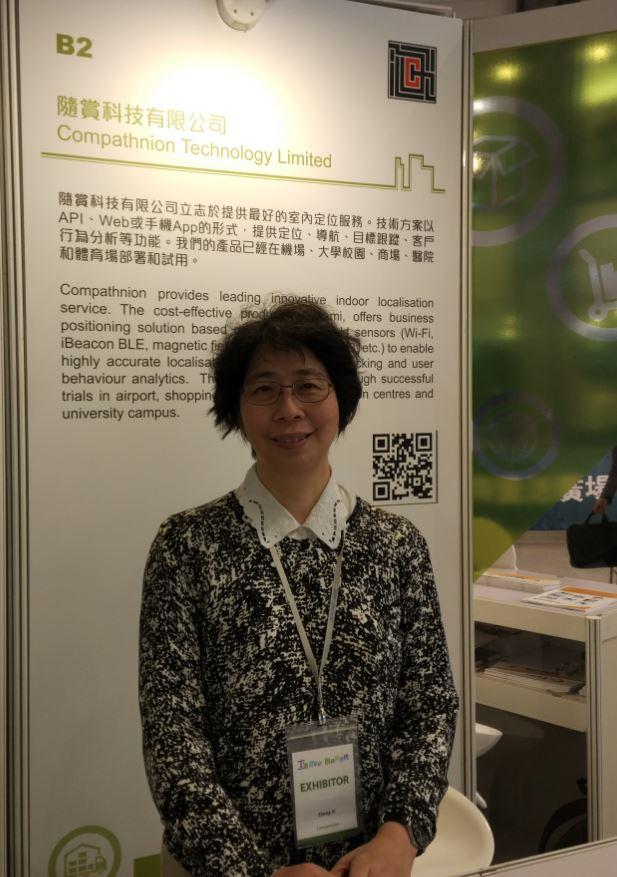 B2
隨賞科技有限公司
Compathnion Technology Limited
隨賞科技有限公司立志於提供最好的室內定位服務。技術方案以
API、Web或手機App的形式，提供定位、導航、目標跟蹤、客戶
行為分析等功能。我們的產品已經在機場、大學校園、商場、醫院
和體育場部署和試用。
Compathnion provides leading innovative indoor localisation
service. The cost-effective offers business
positioning solution based sensors (Wi-Fi,
iBeacon BLE, magnetic etc.) to enable
highly accurate and user
behaviour analytics. successful
trials in airport, centres and
university campus.
廣場
EXHIBITOR